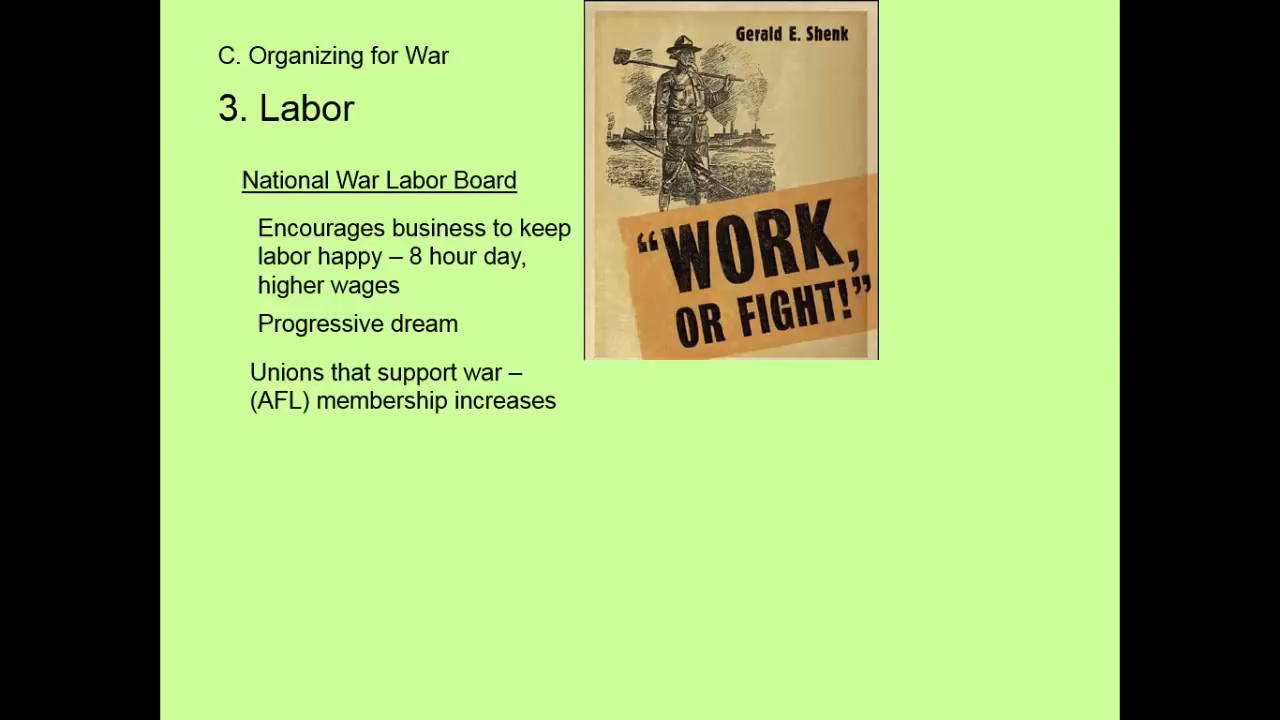 C. Organizing for War
3. Labor
National War Labor Board
Encourages business to keep
labor happy – 8 hour day,
higher wages
Progressive dream
Unions that support war –
(AFL) membership increases
Gerald E. Shenk
“WORK,
OR FIGHT!”